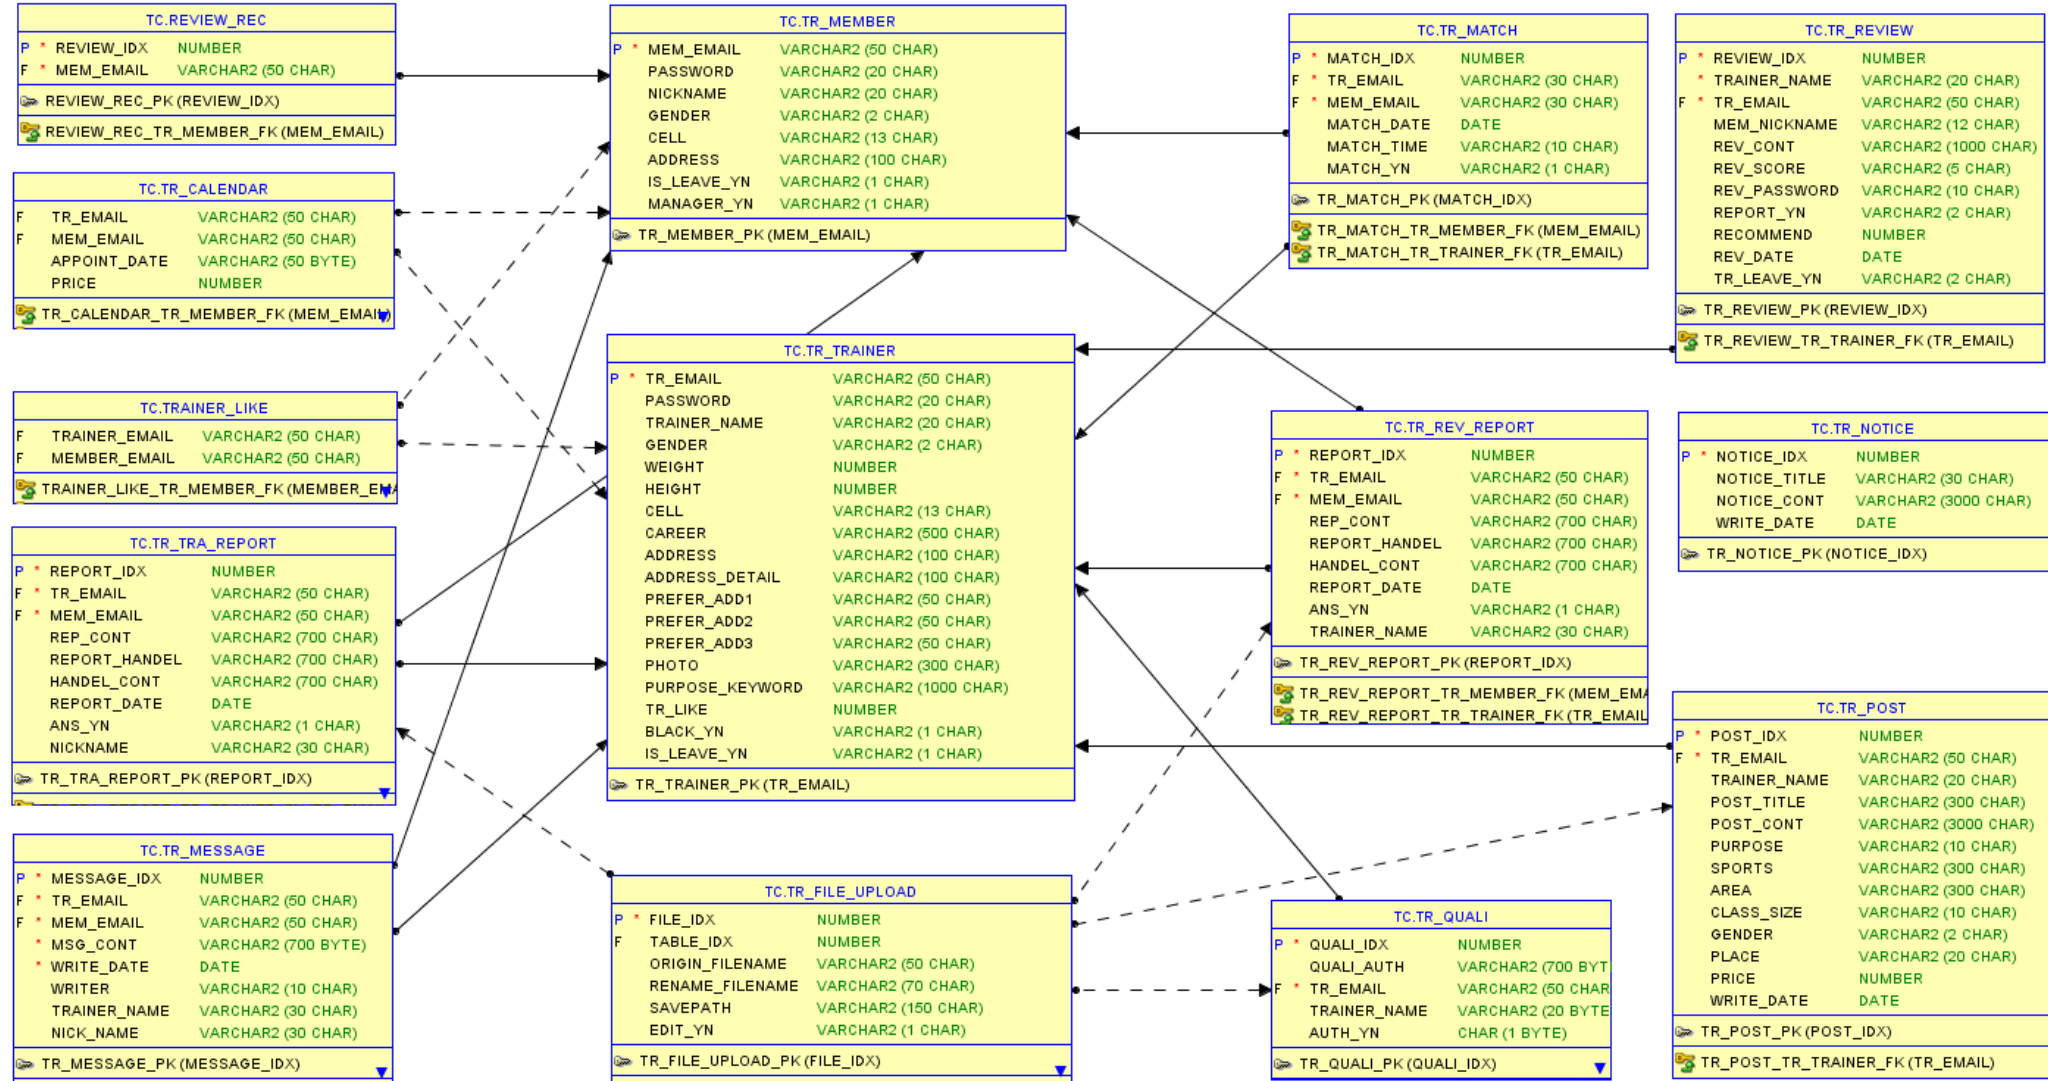 TC.REVIEW_REC
P * REVIEW_IDX NUMBER
F * MEM_EMAIL VARCHAR2 (50 CHAR)
REVIEW_REC_PK (REVIEW_IDX)
REVIEW_REC_TR_MEMBER_FK (MEM_EMAIL)
TC.TR_CALENDAR
F TR_EMAIL VARCHAR2 (50 CHAR)
F MEM_EMAIL VARCHAR2 (50 CHAR)
APPOINT_DATE VARCHAR2 (50 BYTE)
PRICE NUMBER
TR_CALENDAR_TR_MEMBER_FK (MEM_EMAIL)
TC.TRAINER_LIKE
F TRAINER_EMAIL VARCHAR2 (50 CHAR)
F MEMBER_EMAIL VARCHAR2 (50 CHAR)
TRAINER_LIKE_TR_MEMBER_FK (MEMBER_EMA
TC.TR_TRA_REPORT
P * REPORT_IDX NUMBER
F * TR_EMAIL VARCHAR2 (50 CHAR)
F * MEM_EMAIL VARCHAR2 (50 CHAR)
REP_CONT VARCHAR2 (700 CHAR)
REPORT_HANDEL VARCHAR2 (700 CHAR)
HANDEL_CONT VARCHAR2 (700 CHAR)
REPORT_DATE DATE
ANS_YN VARCHAR2 (1 CHAR)
NICKNAME VARCHAR2 (30 CHAR)
TR_TRA_REPORT_PK (REPORT_IDX)
TC.TR_MESSAGE
P * MESSAGE_IDX NUMBER
F * TR_EMAIL VARCHAR2 (50 CHAR)
F * MEM_EMAIL VARCHAR2 (50 CHAR)
* MSG_CONT VARCHAR2 (700 BYTE)
* WRITE_DATE DATE
WRITER VARCHAR2 (10 CHAR)
TRAINER_NAME VARCHAR2 (30 CHAR)
NICK_NAME VARCHAR2 (30 CHAR)
TR_MESSAGE_PK (MESSAGE_IDX)
TC.TR_MEMBER
P * MEM_EMAIL VARCHAR2 (50 CHAR)
PASSWORD VARCHAR2 (20 CHAR)
NICKNAME VARCHAR2 (20 CHAR)
GENDER VARCHAR2 (2 CHAR)
CELL VARCHAR2 (13 CHAR)
ADDRESS VARCHAR2 (100 CHAR)
IS_LEAVE_YN VARCHAR2 (1 CHAR)
MANAGER_YN VARCHAR2 (1 CHAR)
TR_MEMBER_PK (MEM_EMAIL)
TC.TR_TRAINER
P * TR_EMAIL VARCHAR2 (50 CHAR)
PASSWORD VARCHAR2 (20 CHAR)
TRAINER_NAME VARCHAR2 (20 CHAR)
GENDER VARCHAR2 (2 CHAR)
WEIGHT NUMBER
HEIGHT NUMBER
CELL VARCHAR2 (13 CHAR)
CAREER VARCHAR2 (500 CHAR)
ADDRESS VARCHAR2 (100 CHAR)
ADDRESS_DETAIL VARCHAR2 (100 CHAR)
PREFER_ADD1 VARCHAR2 (50 CHAR)
PREFER_ADD2 VARCHAR2 (50 CHAR)
PREFER_ADD3 VARCHAR2 (50 CHAR)
PHOTO VARCHAR2 (300 CHAR)
PURPOSE_KEYWORD VARCHAR2 (1000 CHAR)
TR_LIKE NUMBER
BLACK_YN VARCHAR2 (1 CHAR)
IS_LEAVE_YN VARCHAR2 (1 CHAR)
TR_TRAINER_PK (TR_EMAIL)
TC.TR_FILE_UPLOAD
P * FILE_IDX NUMBER
F TABLE_IDX NUMBER
ORIGIN_FILENAME VARCHAR2 (50 CHAR)
RENAME_FILENAME VARCHAR2 (70 CHAR)
SAVEPATH VARCHAR2 (150 CHAR)
EDIT_YN VARCHAR2 (1 CHAR)
TR_FILE_UPLOAD_PK (FILE_IDX)
TC.TR_MATCH
P * MATCH_IDX NUMBER
F * TR_EMAIL VARCHAR2 (30 CHAR)
F * MEM_EMAIL VARCHAR2 (30 CHAR)
MATCH_DATE DATE
MATCH_TIME VARCHAR2 (10 CHAR)
MATCH_YN VARCHAR2 (1 CHAR)
TR_MATCH_PK (MATCH_IDX)
TR_MATCH_TR_MEMBER_FK (MEM_EMAIL)
TR_MATCH_TR_TRAINER_FK (TR_EMAIL)
TC.TR_REV_REPORT
P * REPORT_IDX NUMBER
F * TR_EMAIL VARCHAR2 (50 CHAR)
F * MEM_EMAIL VARCHAR2 (50 CHAR)
REP_CONT VARCHAR2 (700 CHAR)
REPORT_HANDEL VARCHAR2 (700 CHAR)
HANDEL_CONT VARCHAR2 (700 CHAR)
REPORT_DATE DATE
ANS_YN VARCHAR2 (1 CHAR)
TRAINER_NAME VARCHAR2 (30 CHAR)
TR_REV_REPORT_PK (REPORT_IDX)
TR_REV_REPORT_TR_MEMBER_FK (MEM_EMA
TR_REV_REPORT_TR_TRAINER_FK (TR_EMAIL
TC.TR_QUALI
P * QUALI_IDX NUMBER
QUALI_AUTH VARCHAR2 (700 BYT
F * TR_EMAIL VARCHAR2 (50 CHAR
TRAINER_NAME VARCHAR2 (20 BYTE
AUTH_YN CHAR (1 BYTE)
TR_QUALI_PK (QUALI_IDX)
TC.TR_REVIEW
P * REVIEW_IDX NUMBER
* TRAINER_NAME VARCHAR2 (20 CHAR)
F * TR_EMAIL VARCHAR2 (50 CHAR)
MEM_NICKNAME VARCHAR2 (12 CHAR)
REV_CONT VARCHAR2 (1000 CHAR)
REV_SCORE VARCHAR2 (5 CHAR)
REV_PASSWORD VARCHAR2 (10 CHAR)
REPORT_YN VARCHAR2 (2 CHAR)
RECOMMEND NUMBER
REV_DATE DATE
TR_LEAVE_YN VARCHAR2 (2 CHAR)
TR_REVIEW_PK (REVIEW_IDX)
TR_REVIEW_TR_TRAINER_FK (TR_EMAIL)
TC.TR_NOTICE
P * NOTICE_IDX NUMBER
NOTICE_TITLE VARCHAR2 (30 CHAR)
NOTICE_CONT VARCHAR2 (3000 CHAR)
WRITE_DATE DATE
TR_NOTICE_PK (NOTICE_IDX)
TC.TR_POST
P * POST_IDX NUMBER
F * TR_EMAIL VARCHAR2 (50 CHAR)
TRAINER_NAME VARCHAR2 (20 CHAR)
POST_TITLE VARCHAR2 (300 CHAR)
POST_CONT VARCHAR2 (3000 CHAR)
PURPOSE VARCHAR2 (10 CHAR)
SPORTS VARCHAR2 (300 CHAR)
AREA VARCHAR2 (300 CHAR)
CLASS_SIZE VARCHAR2 (10 CHAR)
GENDER VARCHAR2 (2 CHAR)
PLACE VARCHAR2 (20 CHAR)
PRICE NUMBER
WRITE_DATE DATE
TR_POST_PK (POST_IDX)
TR_POST_TR_TRAINER_FK (TR_EMAIL)